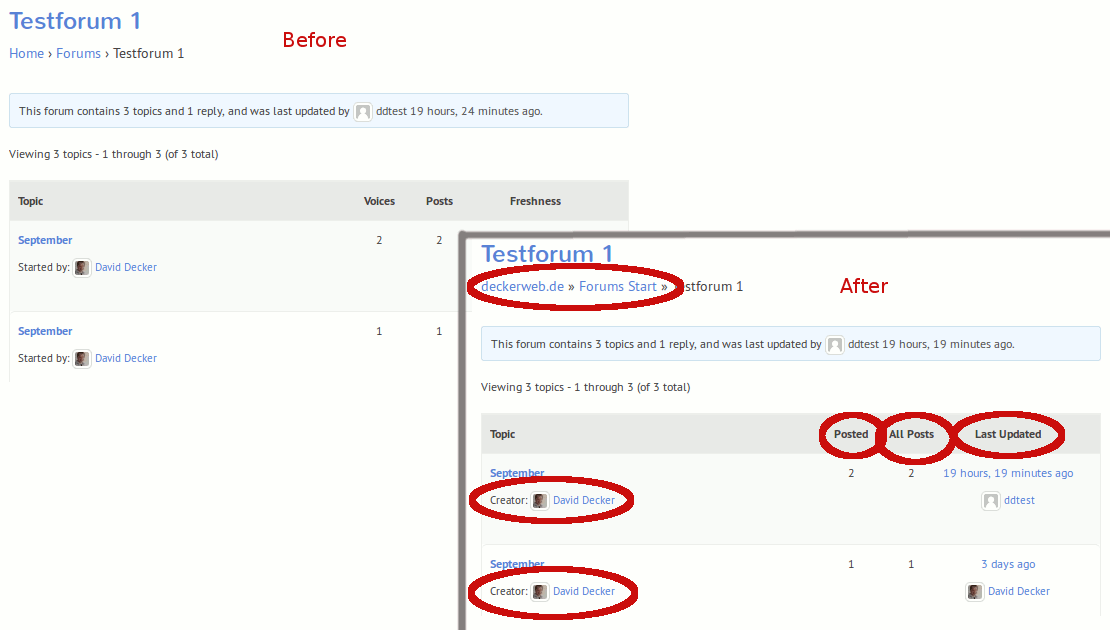 Testforum 1
Before
Home › Forums › Testforum 1
This forum contains 3 topics and 1 reply, and was last updated by ddtest 19 hours, 24 minutes ago.
Viewing 3 topics - 1 through 3 (of 3 total)
Topic Voices Posts Freshness
September 2 2
Started by: David Decker
September 1 1
Started by: David Decker
Testforum 1
After
deckerweb.de » Forums Start » estforum 1
This forum contains 3 topics and 1 reply, and was last updated by ddtest 19 hours, 19 minutes ago.
Viewing 3 topics - 1 through 3 (of 3 total)
Topic Posted All Posts Last Updated
September 2 2 19 hours, 19 minutes ago
Creator: David Decker ddtest
September 1 1 3 days ago
Creator: David Decker David Decker